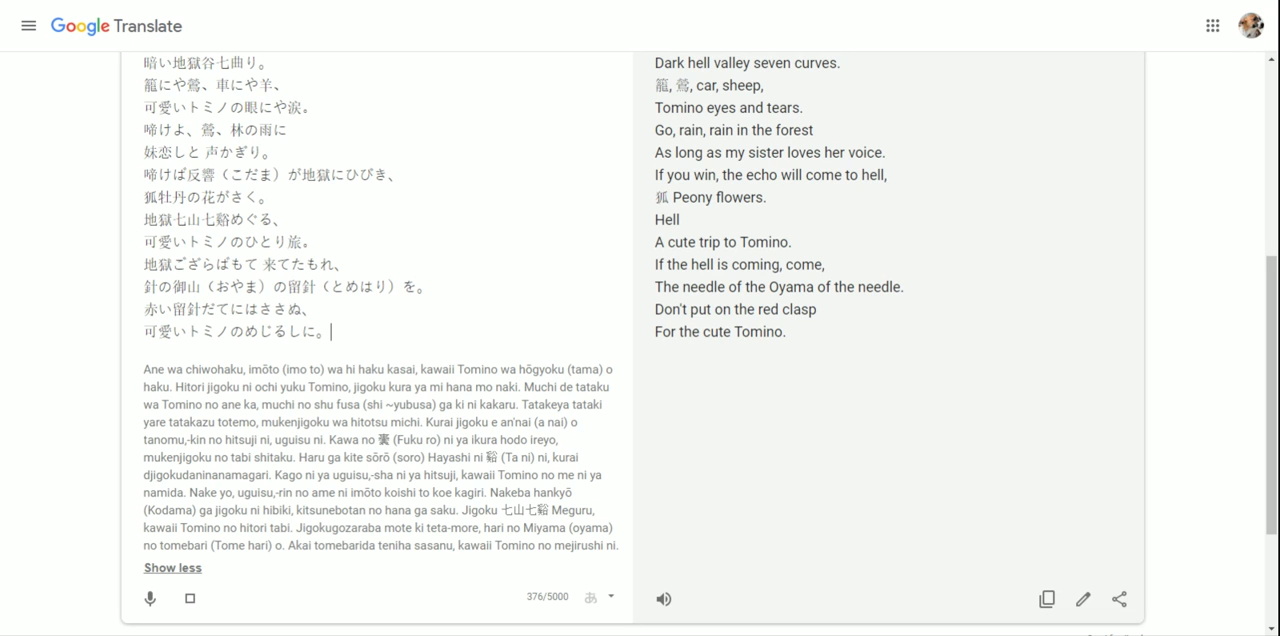 Google Translate
暗い地獄谷七曲り。
籠にや鶯、車にや羊、
可愛いトミノの眼にや涙。
啼けよ、鶯、林の雨に
妹恋しと 声かぎり。
啼けば反響（こだま）が地獄にひびき、
狐牡丹の花がさく。
地獄七山七谿めぐる、
可愛いトミノのひとり旅。
地獄ござらばもて 来てたもれ、
針の御山（おやま）の留針（とめはり）を。
赤い留針だてにはささぬ、
可愛いトミノのめじるしに。
Ane wa chiwohaku, imōto (imo to) wa hi haku kasai, kawaii Tomino wa hōgyoku (tama) o
haku. Hitori jigoku ni ochi yuku Tomino, jigoku kura ya mi hana mo naki. Muchi de tataku
wa Tomino no ane ka, muchi no shu fusa (shi ~yubusa) ga ki ni kakaru. Tatakeya tataki
yare tatakazu totemo, mukenjigoku wa hitotsu michi. Kurai jigoku e an'nai (a nai) o
tanomu,-kin no hitsuji ni, uguisu ni. Kawa no 嚢 (Fuku ro) ni ya ikura hodo ireyo,
mukenjigoku no tabi shitaku. Haru ga kite sōrō (soro) Hayashi ni 谿 (Ta ni) ni, kurai
djigokudaninanamagari. Kago ni ya uguisu,-sha ni ya hitsuji, kawaii Tomino no me ni ya
namida. Nake yo, uguisu,-rin no ame ni imōto koishi to koe kagiri. Nakeba hankyō
(Kodama) ga jigoku ni hibiki, kitsunebotan no hana ga saku. Jigoku 七山七谿 Meguru,
kawaii Tomino no hitori tabi. Jigokugozaraba mote ki teta-more, hari no Miyama (oyama)
no tomebari (Tome hari) o. Akai tomebarida teniha sasanu, kawaii Tomino no mejirushi ni.
Show less
376/5000
あ
Dark hell valley seven curves.
籠, 鶯, car, sheep,
Tomino eyes and tears.
Go, rain, rain in the forest
As long as my sister loves her voice.
If you win, the echo will come to hell,
狐 Peony flowers.
Hell
A cute trip to Tomino.
If the hell is coming, come,
The needle of the Oyama of the needle.
Don't put on the red clasp
For the cute Tomino.